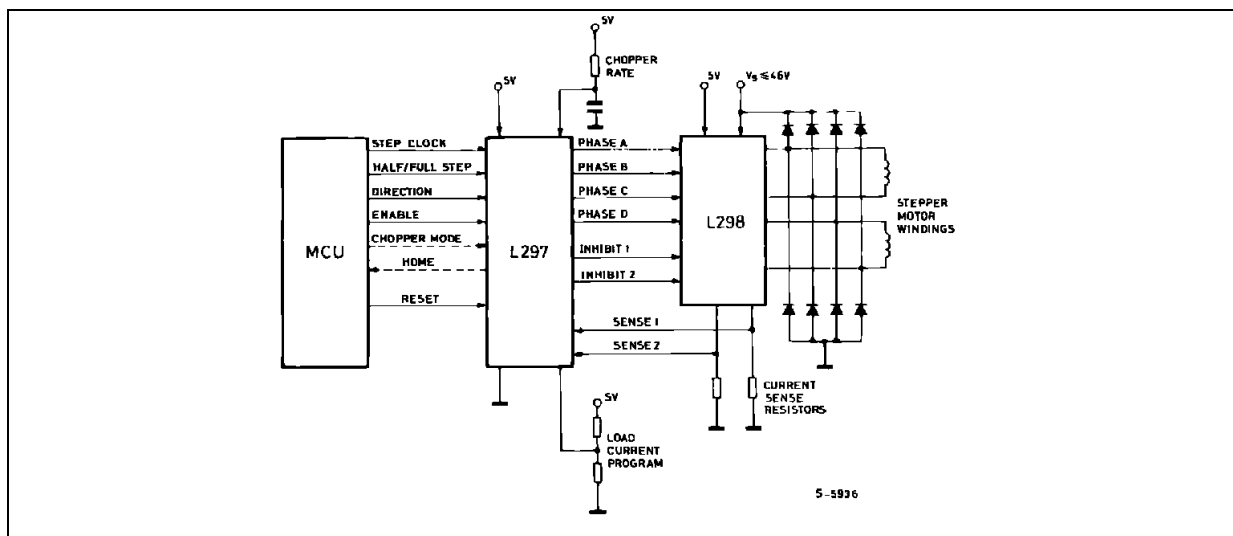 5V
CHOPPER
RATE
5V
5V
Vs ≤46V
MCU
STEP CLOCK
HALF/FULL STEP
DIRECTION
ENABLE
CHOPPER MODE
HOME
RESET
L297
PHASE A
PHASE B
PHASE C
PHASE D
INHIBIT 1
INHIBIT 2
SENSE 1
SENSE 2
L298
STEPPER
MOTOR
WINDINGS
CURRENT
SENSE
RESISTORS
5V
LOAD
CURRENT
PROGRAM
S-5936